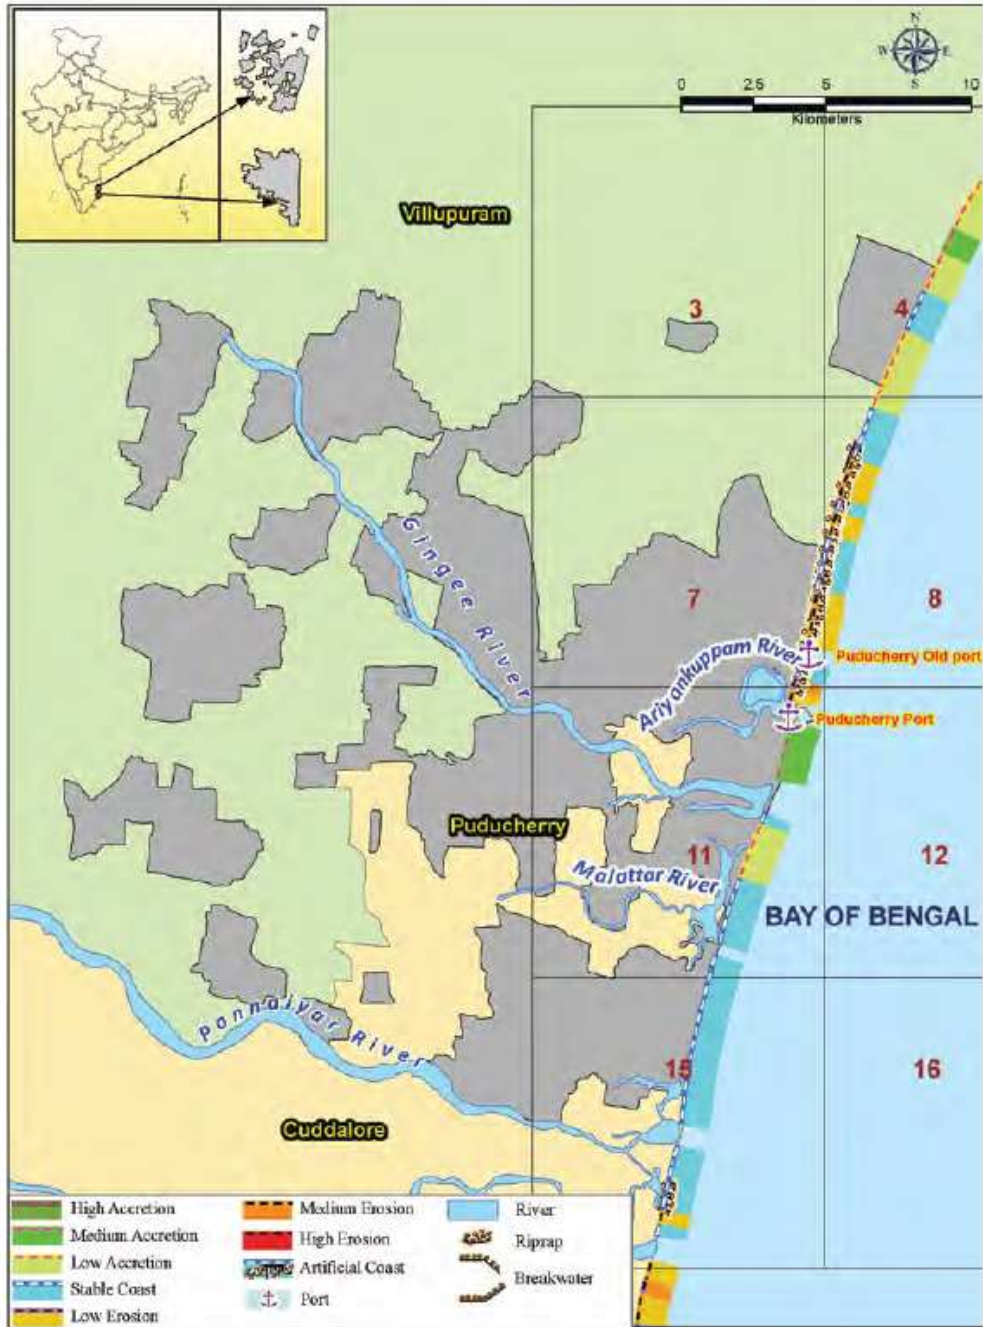 N
W E
S
0 2.5 5 10
Kilometers
Villupuram
3
4
Gingee River
7
8
Ariyankuppam River
Puducherry Old port
Puducherry Port
Puducherry
11
12
Malattar River
BAY OF BENGAL
Ponnaiyar River
15
16
Cuddalore
High Accretion
Medium Accretion
Low Accretion
Stable Coast
Low Erosion
Medium Erosion
High Erosion
Artificial Coast
Port
River
Riprap
Breakwater